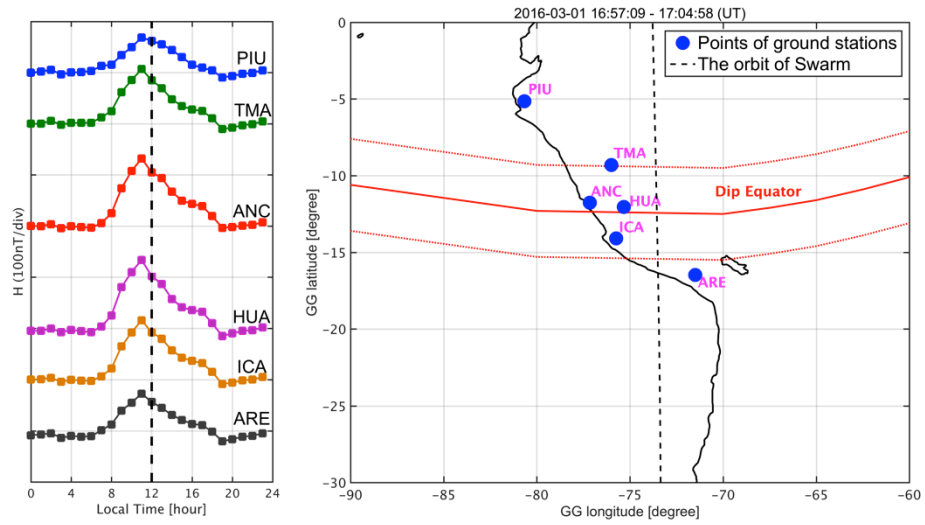 PIU
TMA
ANC
HUA
ICA
ARE
H (100nT/div)
0 4 8 12 16 20 24
Local Time [hour]
2016-03-01 16:57:09 - 17:04:58 (UT)
Points of ground stations
The orbit of Swarm
PIU
TMA
ANC
HUA
Dip Equator
ICA
ARE
0
-5
-10
-15
-20
-25
-30
GG latitude [degree]
-90 -80 -75 -70 -65 -60
GG longitude [degree]